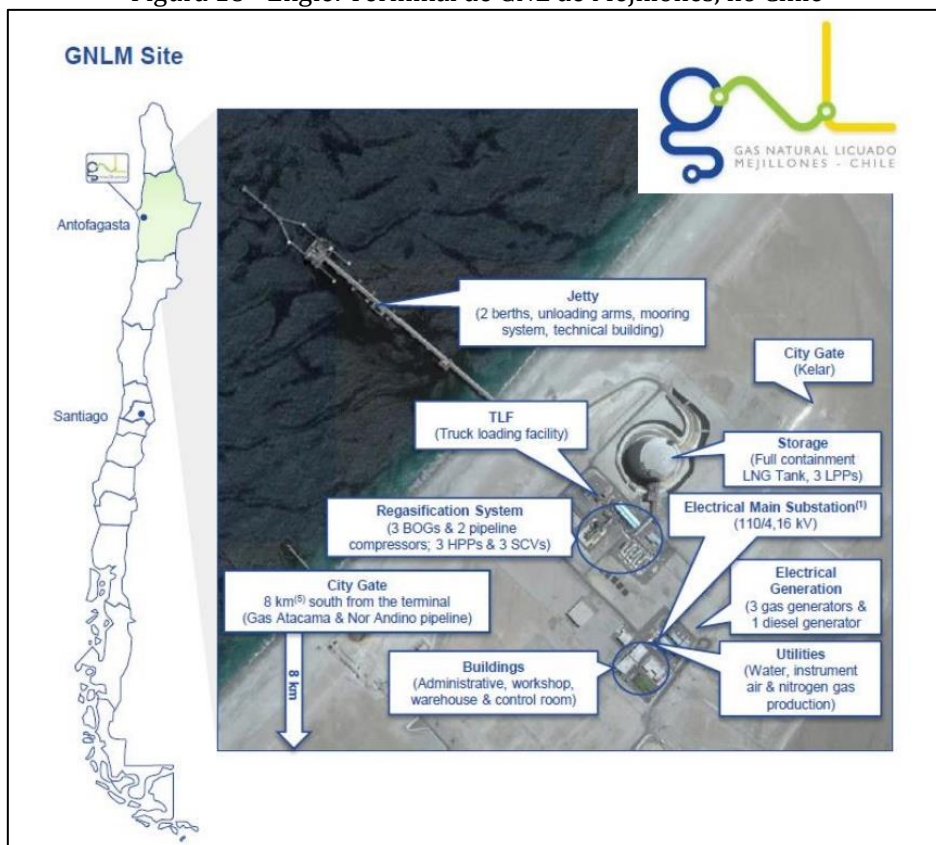 Figura 28 - Engie: Terminal de GNL de Mejillones, no Chile
GNLM Site
GAS NATURAL LICUADO
MEJILLONES - CHILE
Antofagasta
Santiago
Jetty
(2 berths, unloading arms, mooring
system, technical building)
City Gate
(Kelar)
TLF
(Truck loading facility)
Storage
(Full containment
LNG Tank, 3 LPPs)
Regasification System
(3 BOGs & 2 pipeline
compressors; 3 HPPs & 3 SCVs)
Electrical Main Substation(1)
(110/4,16 kV)
City Gate
8 km(5) south from the terminal
(Gas Atacama & Nor Andino pipeline)
Electrical
Generation
(3 gas generators &
1 diesel generator
Buildings
(Administrative, workshop,
warehouse & control room)
Utilities
(Water, instrument
air & nitrogen gas
production)
8 km